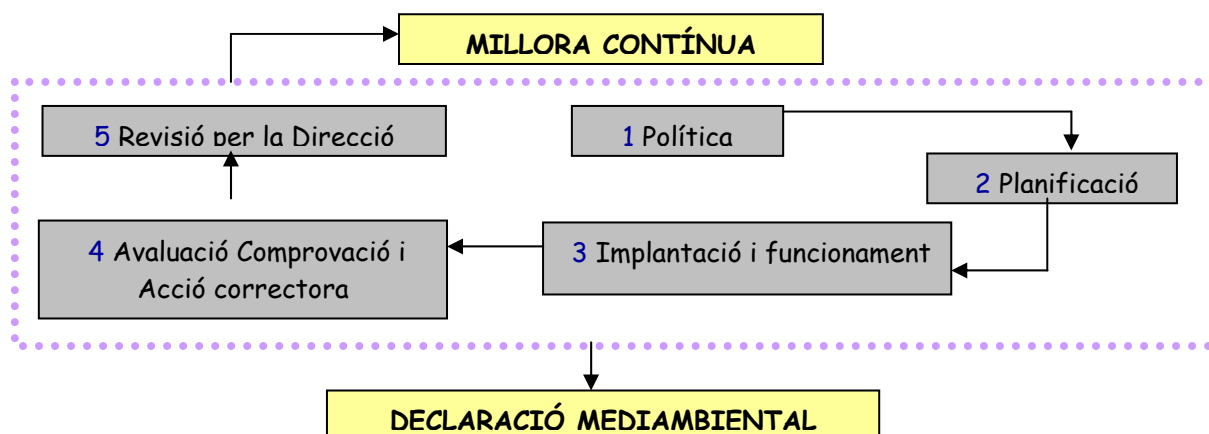 MILLORA CONTÍNUA
5 Revisió per la Direcció
1 Política
2 Planificació
4 Avaluació Comprovació i
Acció correctora
3 Implantació i funcionament
DECLARACIÓ MEDIAMBIENTAL